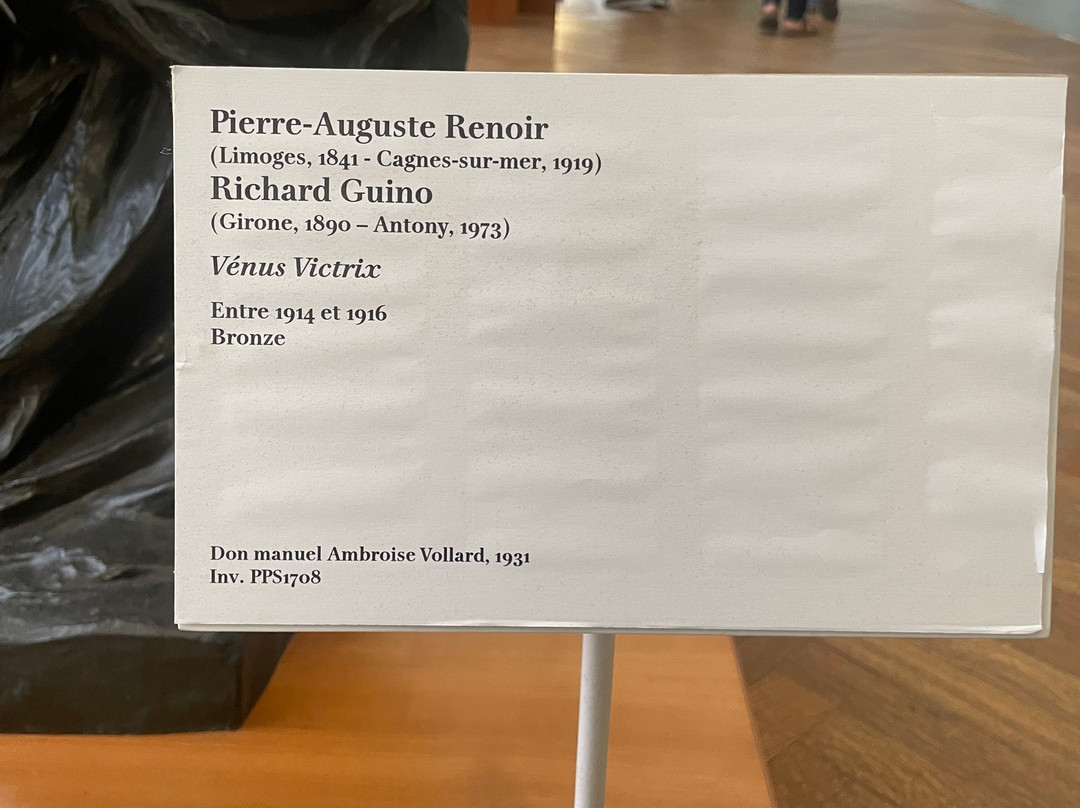 Pierre-Auguste Renoir
(Limoges, 1841 - Cagnes-sur-mer, 1919)
Richard Guino
(Girone, 1890 – Antony, 1973)
Vénus Victrix
Entre 1914 et 1916
Bronze
Don manuel Ambroise Vollard, 1931
Inv. PPS1708